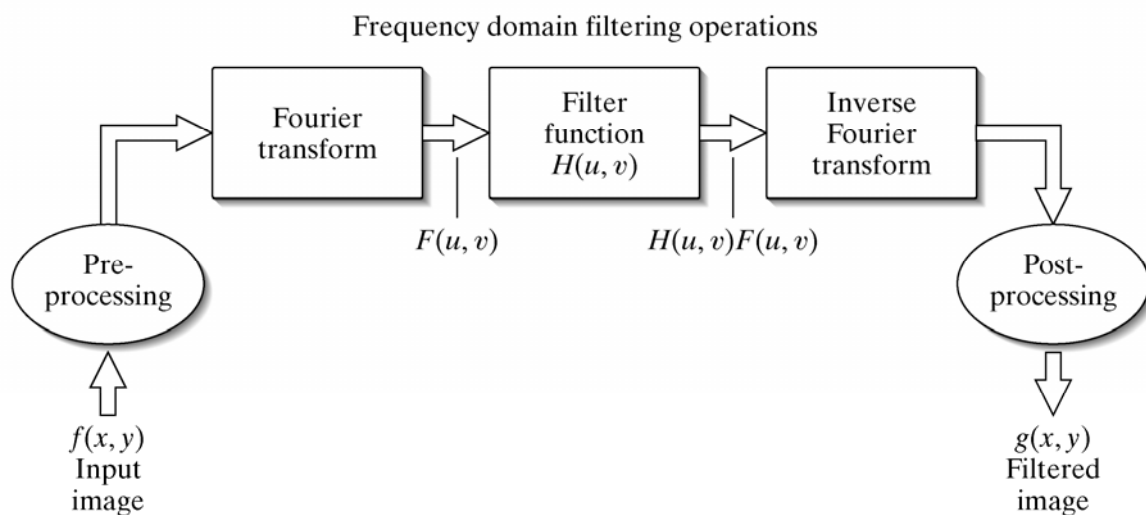 Frequency domain filtering operations
Fourier
transform
Filter
function
H(u, v)
Inverse
Fourier
transform
F(u, v)
H(u, v)F(u, v)
Pre-
processing
Post-
processing
f(x, y)
Input
image
g(x, y)
Filtered
image